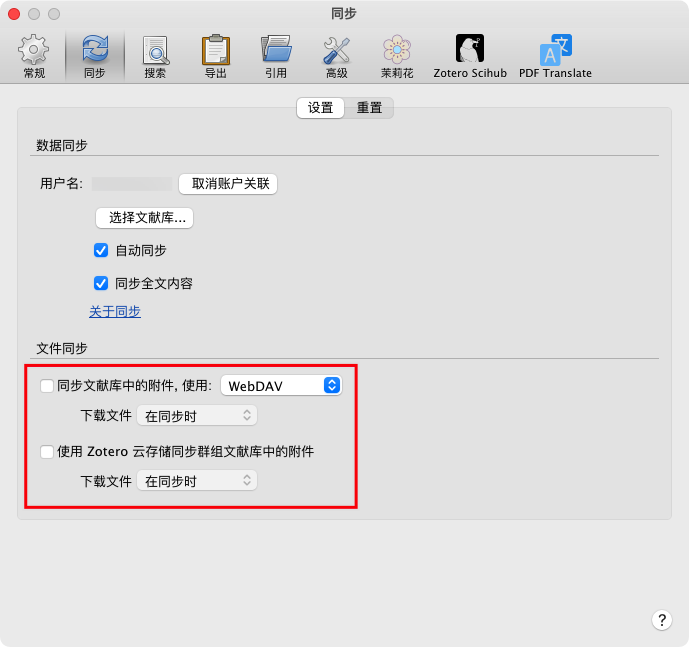 同步
常规 同步 搜索 导出 引用 高级 茉莉花 Zotero Scihub PDF Translate
设置 重置
数据同步
用户名: 取消账户关联
选择文献库...
自动同步
同步全文内容
关于同步
文件同步
同步文献库中的附件, 使用: WebDAV
下载文件 在同步时
使用 Zotero 云存储同步群组文献库中的附件
下载文件 在同步时
?